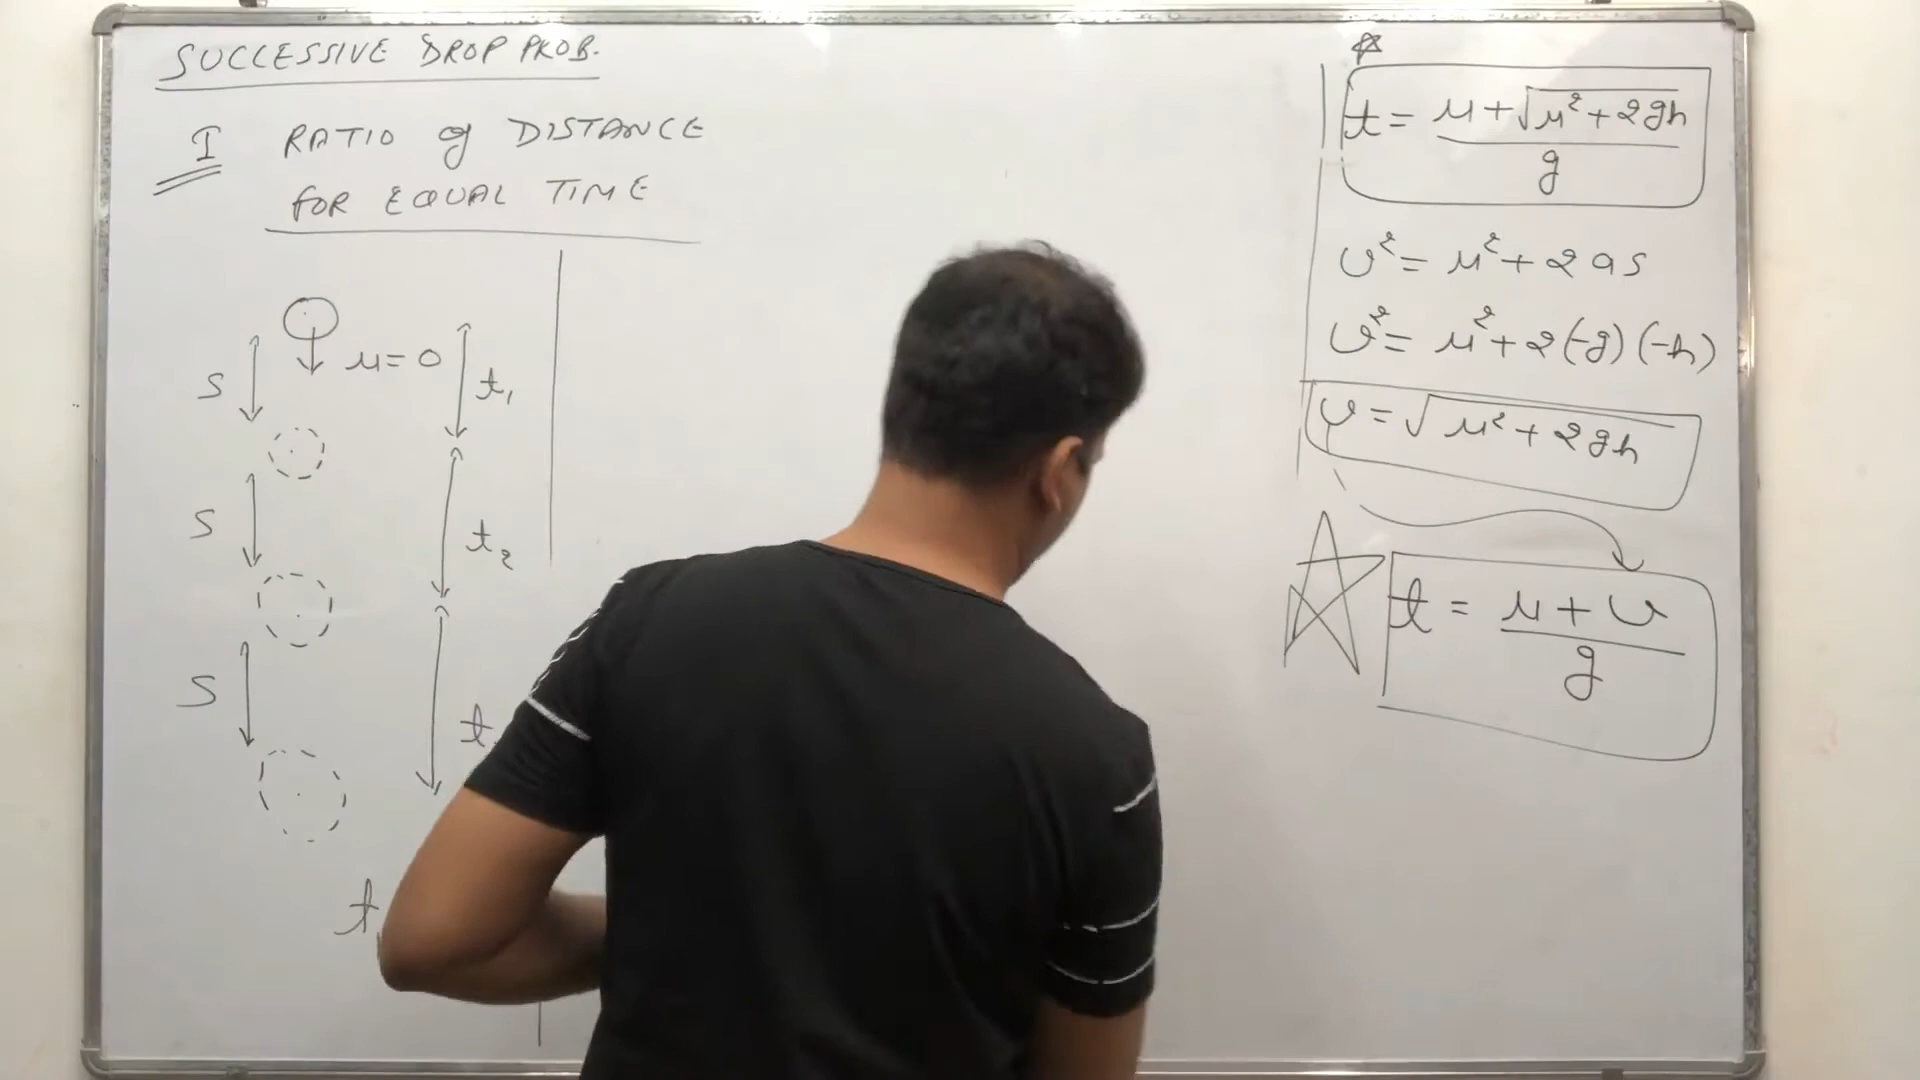 SUCCESSIVE DROP PROB.
I RATIO of DISTANCE
FOR EQUAL TIME
u = 0
S
t₁
S
t₂
S
t
t
t = u + √u² + 2gh / g
v² = u² + 2as
v² = u² + 2(-g)(-h)
v = √u² + 2gh
t = u + v / g